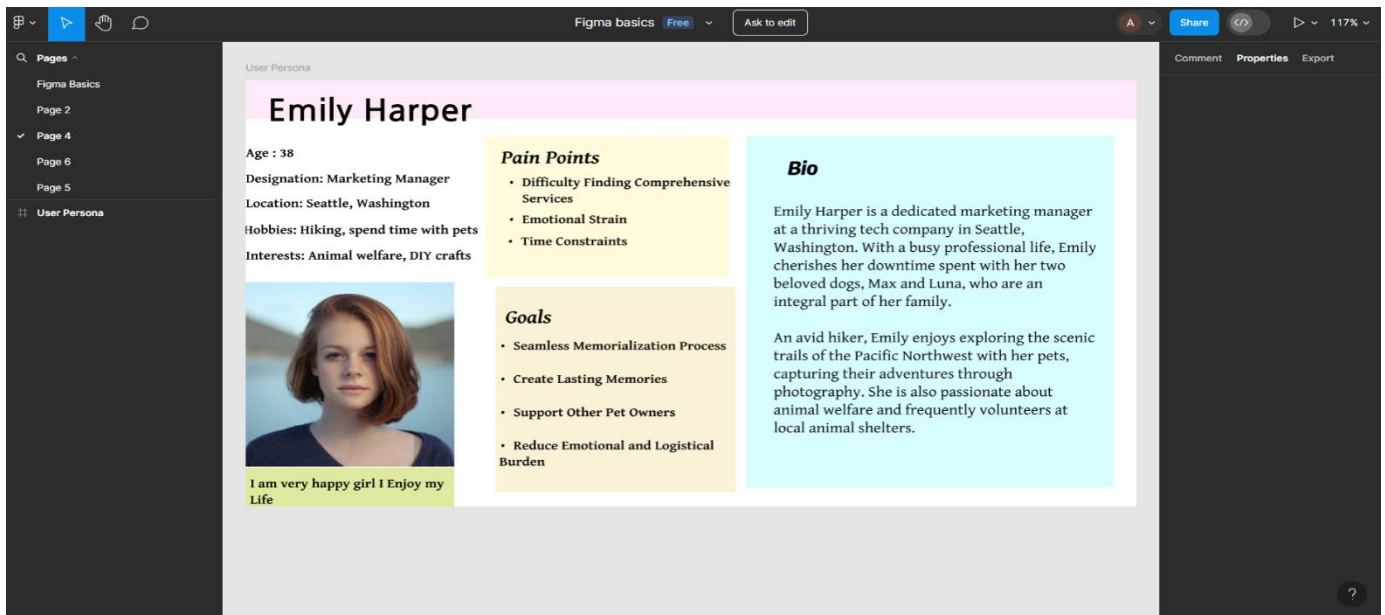 Figma basics Free
Ask to edit
A
Share
</>
117%
Pages
Figma Basics
Page 2
Page 4
Page 6
Page 5
User Persona
Comment Properties Export
User Persona
Emily Harper
Age : 38
Designation: Marketing Manager
Location: Seattle, Washington
Hobbies: Hiking, spend time with pets
Interests: Animal welfare, DIY crafts
I am very happy girl I Enjoy my
Life
Pain Points
• Difficulty Finding Comprehensive
Services
• Emotional Strain
• Time Constraints
Goals
• Seamless Memorialization Process
• Create Lasting Memories
• Support Other Pet Owners
• Reduce Emotional and Logistical
Burden
Bio
Emily Harper is a dedicated marketing manager
at a thriving tech company in Seattle,
Washington. With a busy professional life, Emily
cherishes her downtime spent with her two
beloved dogs, Max and Luna, who are an
integral part of her family.
An avid hiker, Emily enjoys exploring the scenic
trails of the Pacific Northwest with her pets,
capturing their adventures through
photography. She is also passionate about
animal welfare and frequently volunteers at
local animal shelters.
?